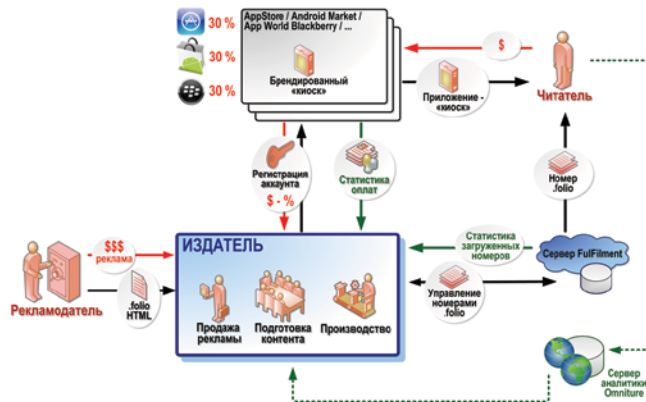 AppStore / Android Market /
App World Blackberry / ...
30 %
30 %
30 %
Брендированный
«киоск»
$
Приложение -
«киоск»
Читатель
Регистрация
аккаунта
$ - %
Статистика
оплат
Номер
.folio
$$$
реклама
Рекламодатель
.folio
HTML
ИЗДАТЕЛЬ
Продажа
рекламы
Подготовка
контента
Производство
Статистика
загруженных
номеров
Сервер FulFilment
Управление
номерами
.folio
Сервер
аналитики
Omniture